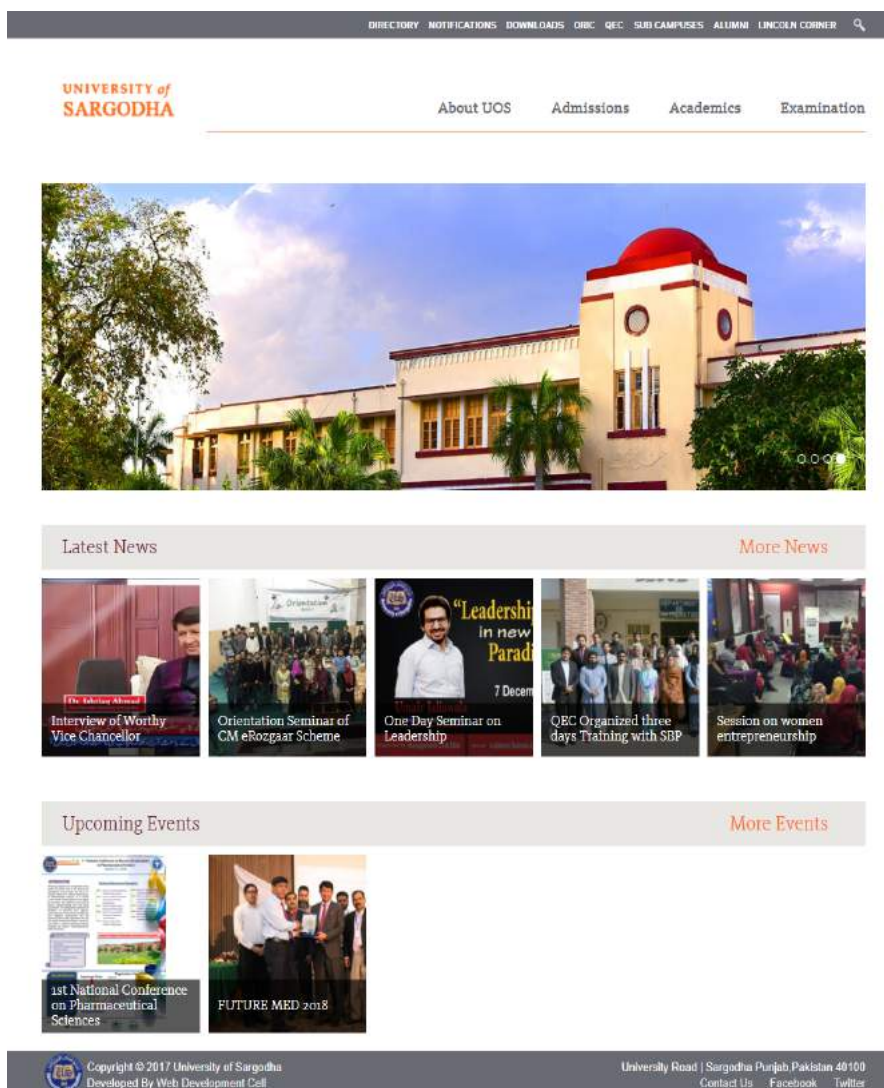 DIRECTORY NOTIFICATIONS DOWNLOADS ORIC QEC SUB CAMPUSES ALUMNI LINCOLN CORNER
UNIVERSITY of
SARGODHA
About UOS Admissions Academics Examination
Latest News More News
Orientation
"Leadershi
in new
Paradi
7 Decem
Dr. Ishtiaq Ahmad
Interview of Worthy
Vice Chancellor
Orientation Seminar of
CM eRozgaar Scheme
One Day Seminar on
Leadership
QEC Organized three
days Training with SBP
Session on women
entrepreneurship
Upcoming Events More Events
1st National Conference
on Pharmaceutical
Sciences
FUTURE MED 2018
Copyright © 2017 University of Sargodha
Developed By Web Development Cell
University Road | Sargodha Punjab,Pakistan 40100
Contact Us Facebook Twitter